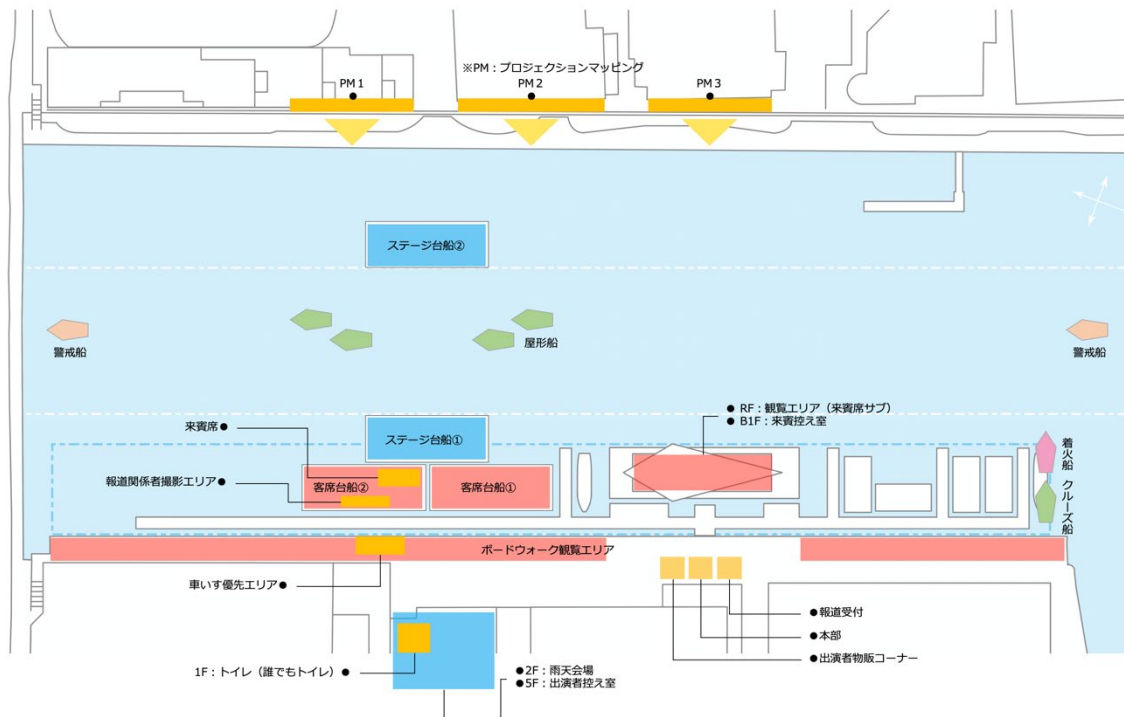 ※PM：プロジェクションマッピング
PM1
PM2
PM3
ステージ台船②
警戒船
屋形船
警戒船
● RF：観覧エリア（来賓席サブ）
● B1F：来賓控え室
来賓席●
ステージ台船①
着火船
報道関係者撮影エリア●
客席台船②
客席台船①
クルーズ船
ボードウォーク観覧エリア
車いす優先エリア●
●報道受付
●本部
●出演者物販コーナー
1F：トイレ（誰でもトイレ）●
●2F：雨天会場
●5F：出演者控え室